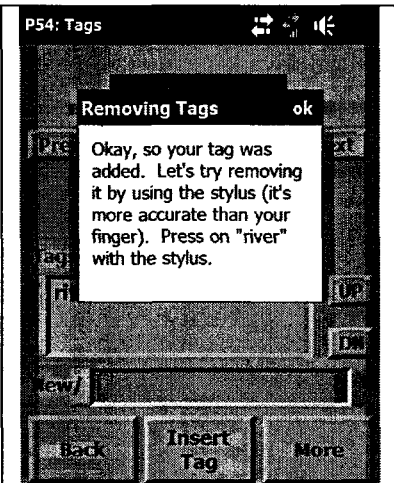 P54: Tags
Removing Tags ok
Okay, so your tag was
added. Let's try removing
it by using the stylus (it's
more accurate than your
finger). Press on "river"
with the stylus.
UP
DN
New/
Back
Insert
Tag
More